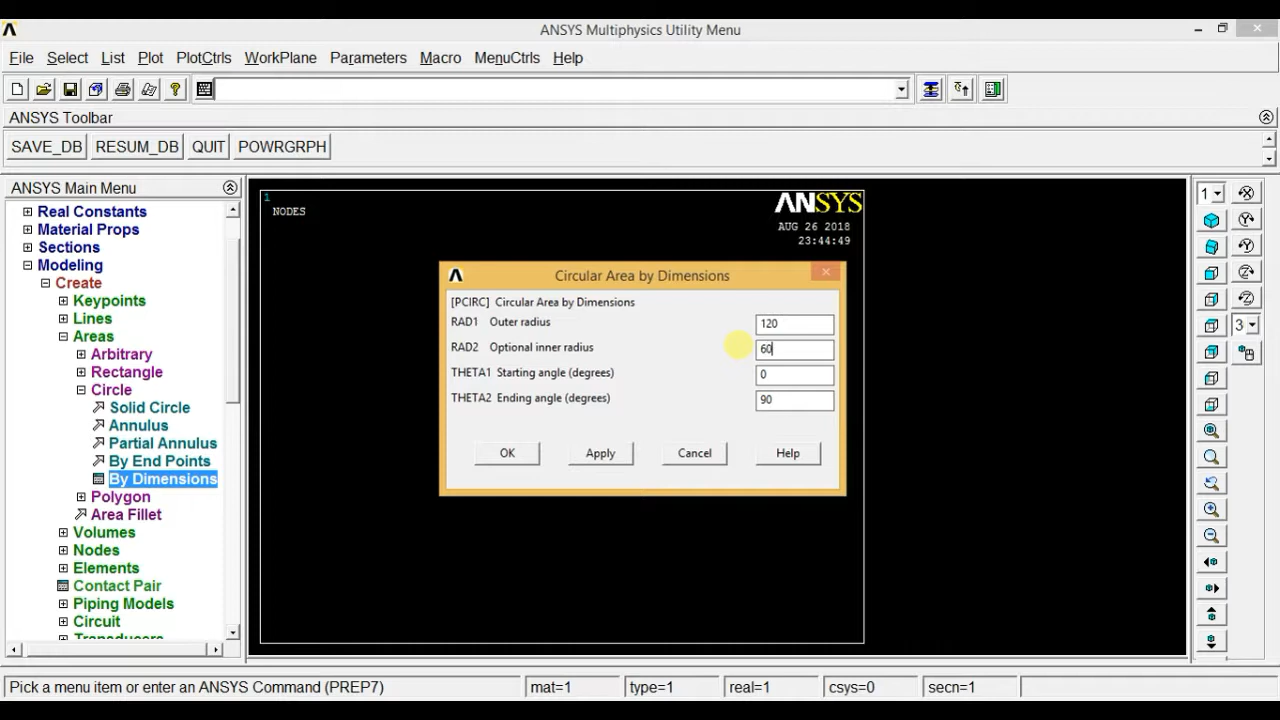 ANSYS Multiphysics Utility Menu
File Select List Plot PlotCtrls WorkPlane Parameters Macro MenuCtrls Help
ANSYS Toolbar
SAVE_DB RESUM_DB QUIT POWRGRPH
ANSYS Main Menu
Real Constants
Material Props
Sections
Modeling
Create
Keypoints
Lines
Areas
Arbitrary
Rectangle
Circle
Solid Circle
Annulus
Partial Annulus
By End Points
By Dimensions
Polygon
Area Fillet
Volumes
Nodes
Elements
Contact Pair
Piping Models
Circuit
Transducers
1
NODES
ANSYS
AUG 26 2018
23:44:49
Circular Area by Dimensions
[PCIRC] Circular Area by Dimensions
RAD1 Outer radius 120
RAD2 Optional inner radius 60
THETA1 Starting angle (degrees) 0
THETA2 Ending angle (degrees) 90
OK Apply Cancel Help
1
3
Pick a menu item or enter an ANSYS Command (PREP7) mat=1 type=1 real=1 csys=0 secn=1